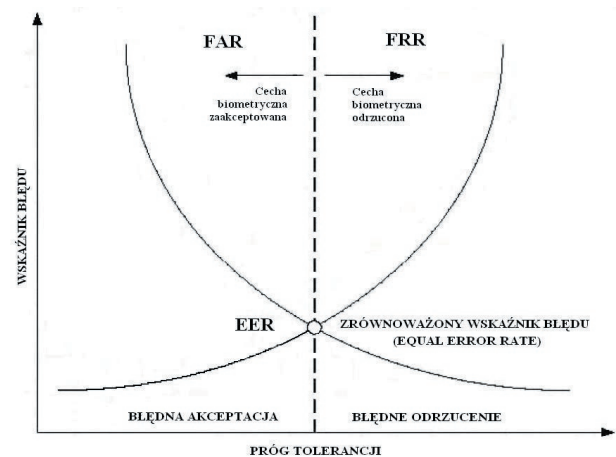 FAR
FRR
Cecha
biometryczna
zaakceptowana
Cecha
biometryczna
odrzucona
WSKAŹNIK BŁĘDU
EER
ZRÓWNOWAŻONY WSKAŹNIK BŁĘDU
(EQUAL ERROR RATE)
BŁĘDNA AKCEPTACJA
BŁĘDNE ODRZUCENIE
PRÓG TOLERANCJI